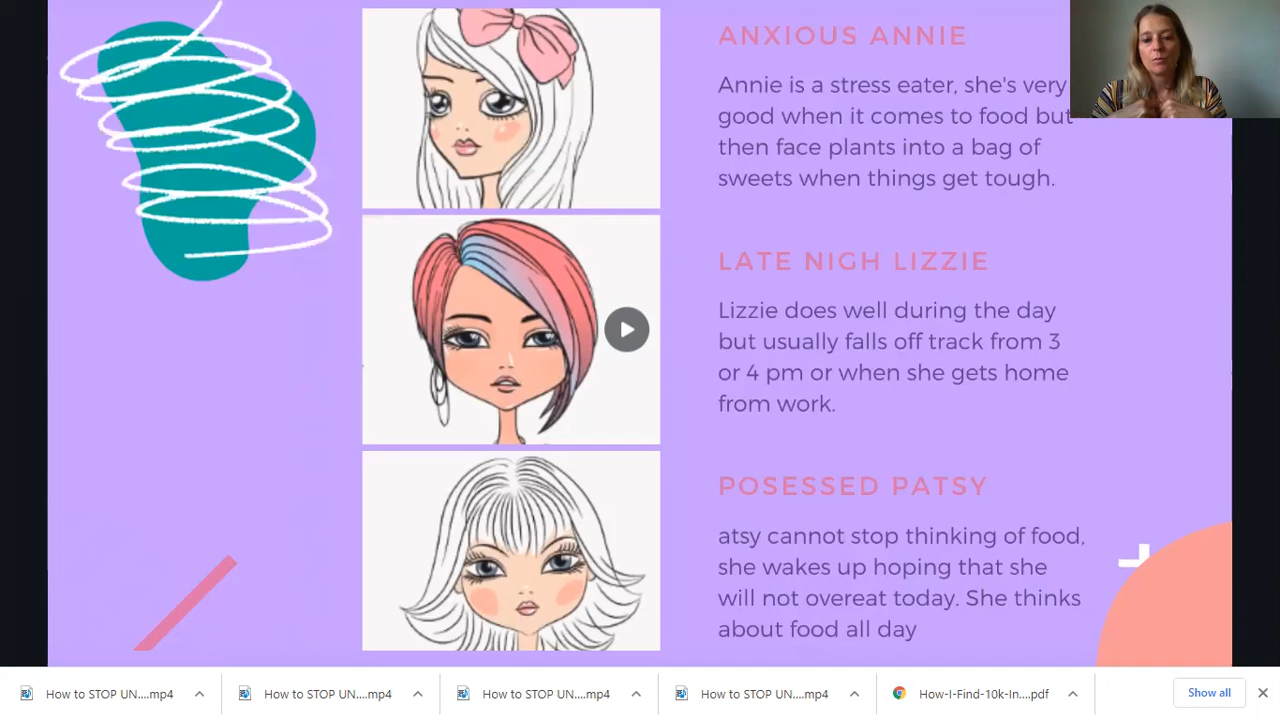 ANXIOUS ANNIE
Annie is a stress eater, she's very
good when it comes to food but
then face plants into a bag of
sweets when things get tough.
LATE NIGH LIZZIE
Lizzie does well during the day
but usually falls off track from 3
or 4 pm or when she gets home
from work.
POSESSED PATSY
atsy cannot stop thinking of food,
she wakes up hoping that she
will not overeat today. She thinks
about food all day
How to STOP UN....mp4
How to STOP UN....mp4
How to STOP UN....mp4
How to STOP UN....mp4
How-I-Find-10k-In....pdf
Show all